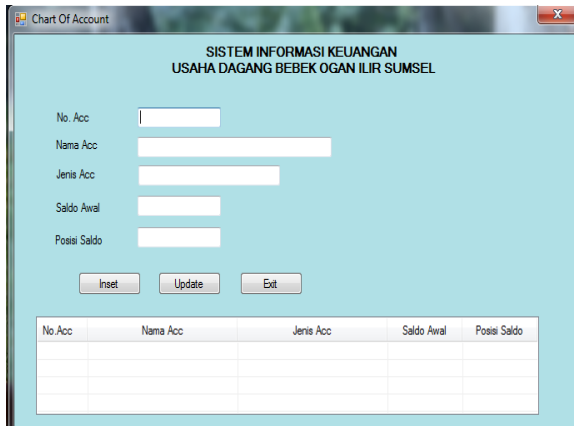 Chart Of Account
SISTEM INFORMASI KEUANGAN
USAHA DAGANG BEBEK OGAN ILIR SUMSEL
No. Acc
Nama Acc
Jenis Acc
Saldo Awal
Posisi Saldo
Inset Update Exit
No.Acc Nama Acc Jenis Acc Saldo Awal Posisi Saldo